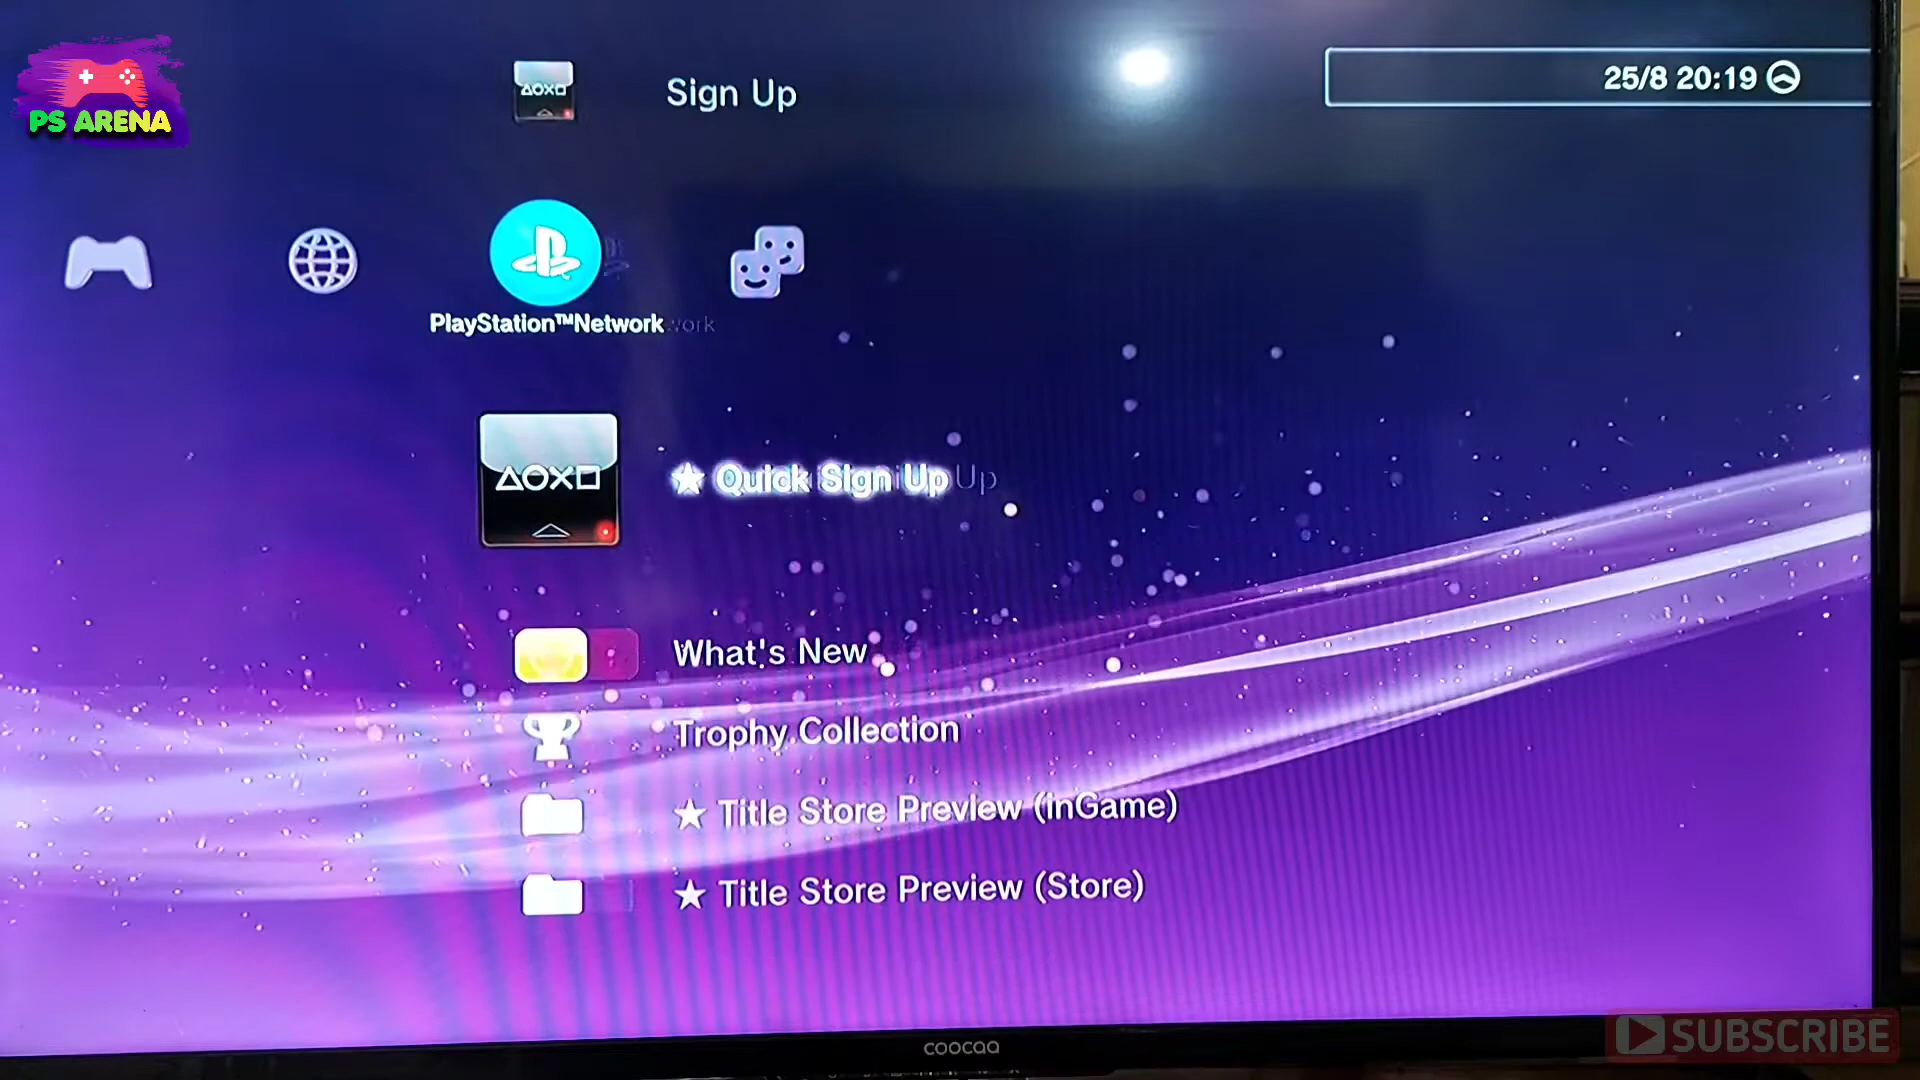 PS ARENA
Sign Up
25/8 20:19
PlayStation™Network
★ Quick Sign Up
What's New
Trophy Collection
★ Title Store Preview (InGame)
★ Title Store Preview (Store)
coocaa
SUBSCRIBE